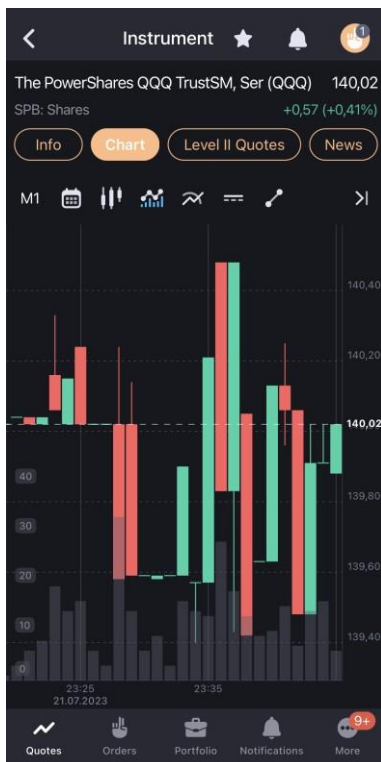 Instrument
1
The PowerShares QQQ TrustSM, Ser (QQQ) 140,02
SPB: Shares +0,57 (+0,41%)
Info Chart Level II Quotes News
M1
140,40
140,20
140,02
40
139,80
30
139,60
20
10
139,40
0
23:25 23:35
21.07.2023
9+
Quotes Orders Portfolio Notifications More